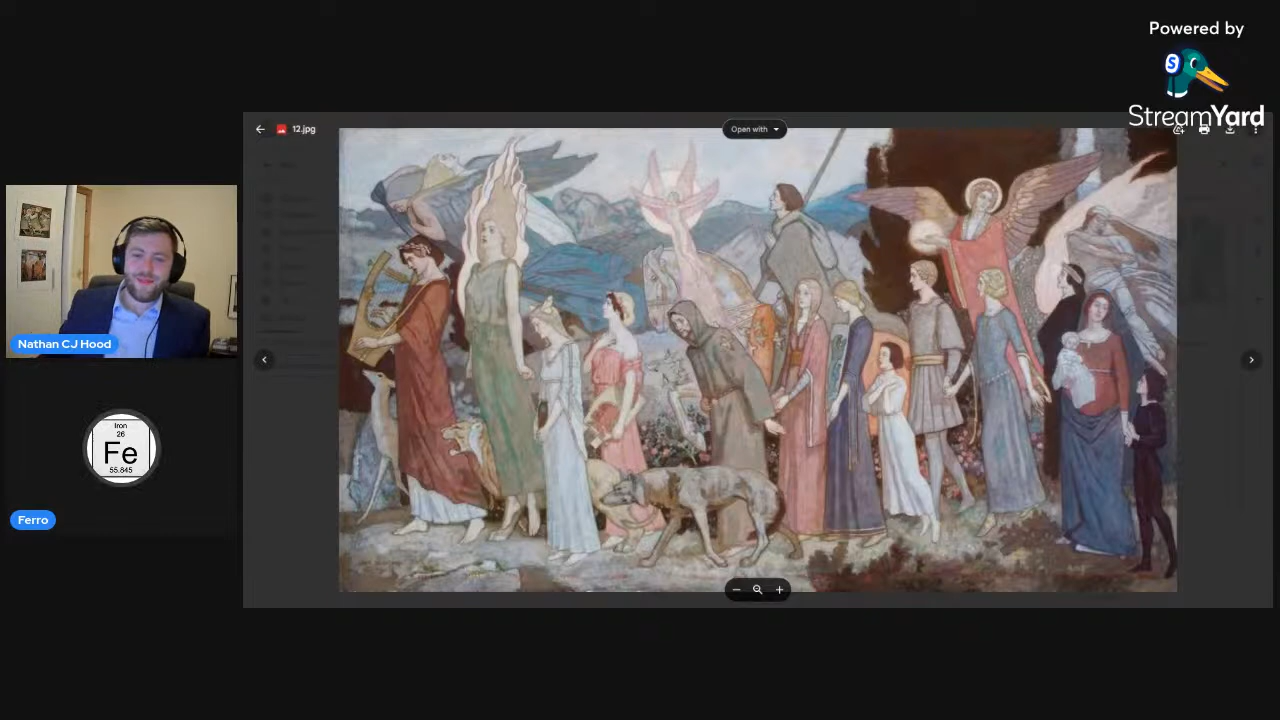 Powered by
S
StreamYard
12.jpg
Open with
Nathan CJ Hood
Iron
26
Fe
55.845
Ferro